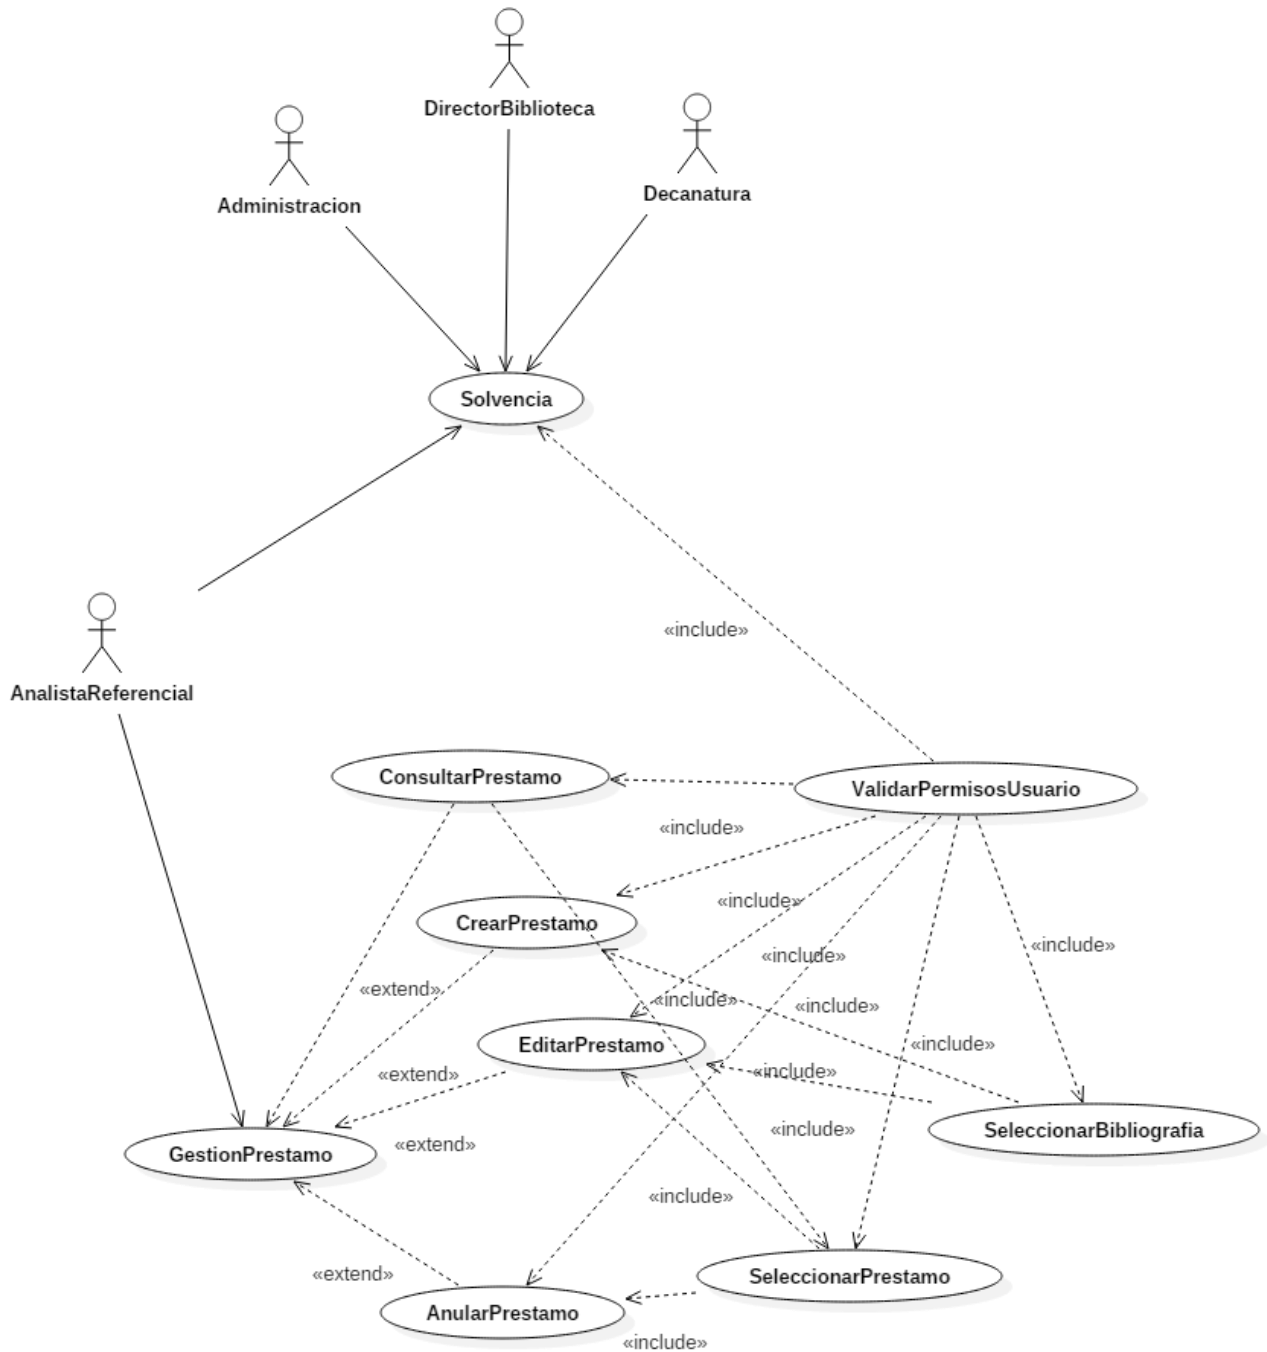 DirectorBiblioteca
Decanatura
Administracion
Solvencia
«include»
AnalistaReferencial
ConsultarPrestamo
ValidarPermisosUsuario
«include»
«include»
CrearPrestamo
«include»
«include»
«extend»
«include»
«include»
EditarPrestamo
«include»
«extend»
«include»
SeleccionarBibliografia
«include»
«extend»
GestionPrestamo
«include»
«extend»
SeleccionarPrestamo
AnularPrestamo
«include»